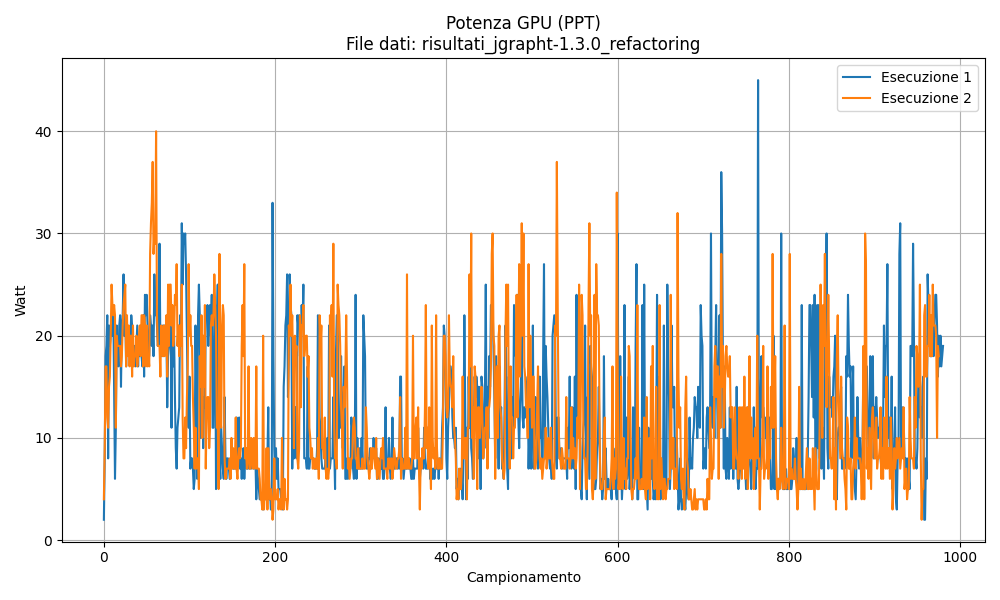 Potenza GPU (PPT)
File dati: risultati_jgrapht-1.3.0_refactoring
Esecuzione 1
Esecuzione 2
Watt
40
30
20
10
0
0 200 400 600 800 1000
Campionamento